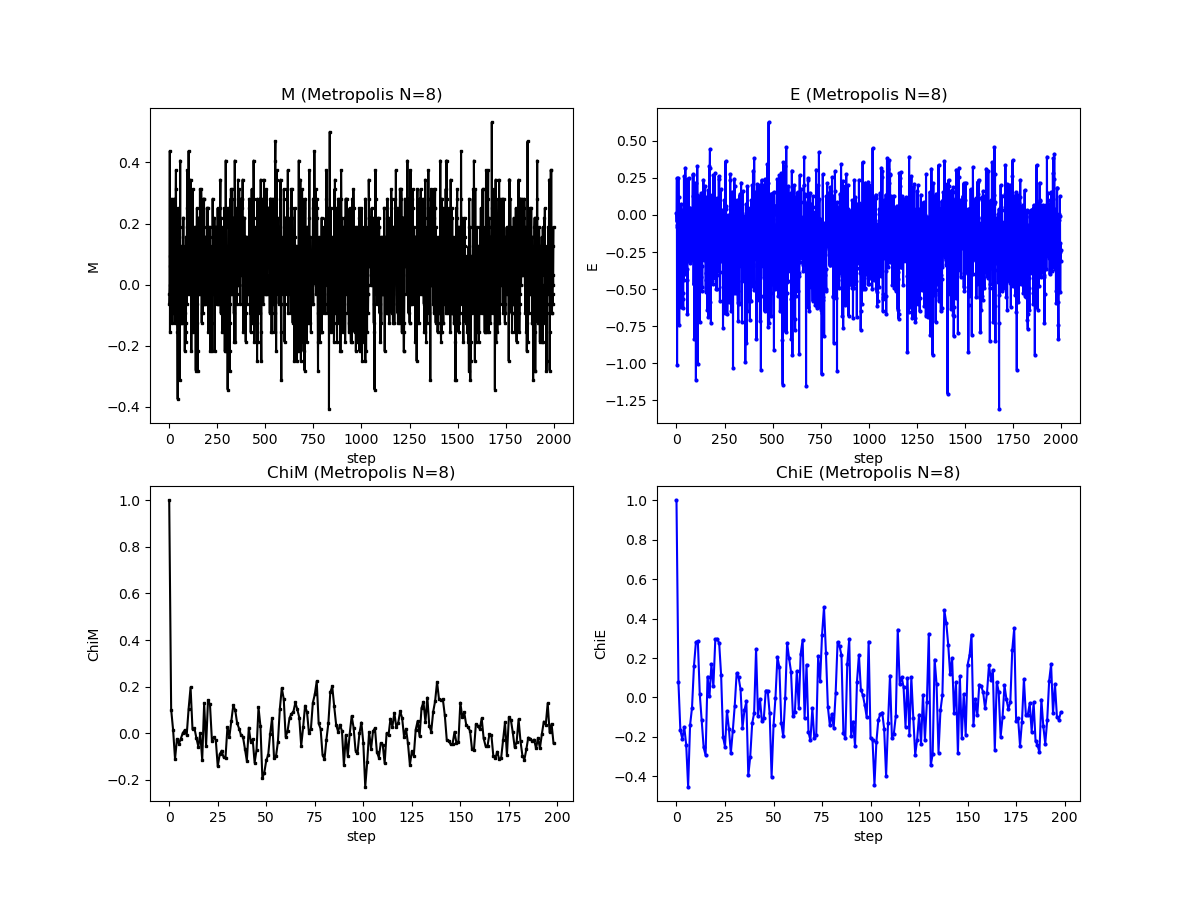 M (Metropolis N=8)
0.4
0.2
0.0
−0.2
−0.4
M
0 250 500 750 1000 1250 1500 1750 2000
step
E (Metropolis N=8)
0.50
0.25
0.00
−0.25
−0.50
−0.75
−1.00
−1.25
E
0 250 500 750 1000 1250 1500 1750 2000
step
ChiM (Metropolis N=8)
1.0
0.8
0.6
0.4
0.2
0.0
−0.2
ChiM
0 25 50 75 100 125 150 175 200
step
ChiE (Metropolis N=8)
1.0
0.8
0.6
0.4
0.2
0.0
−0.2
−0.4
ChiE
0 25 50 75 100 125 150 175 200
step